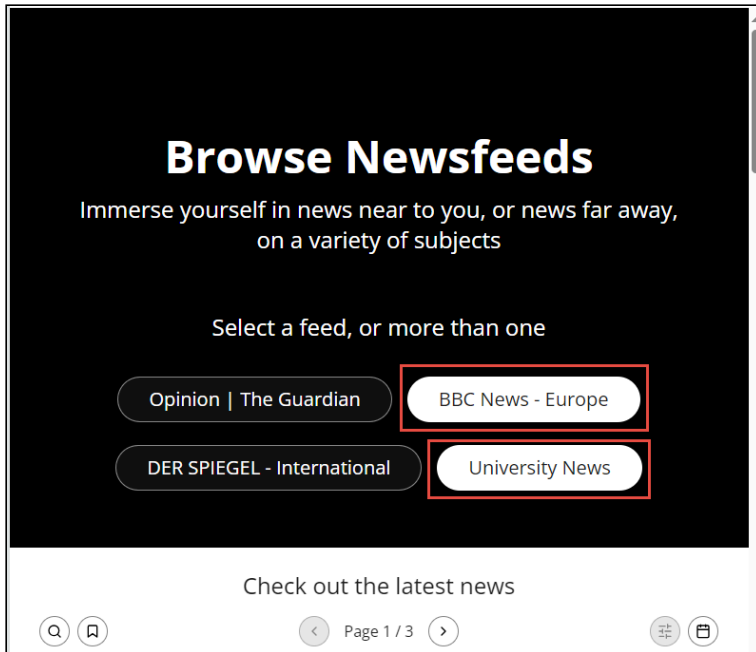 Browse Newsfeeds
Immerse yourself in news near to you, or news far away,
on a variety of subjects
Select a feed, or more than one
Opinion | The Guardian
BBC News - Europe
DER SPIEGEL - International
University News
Check out the latest news
Page 1 / 3